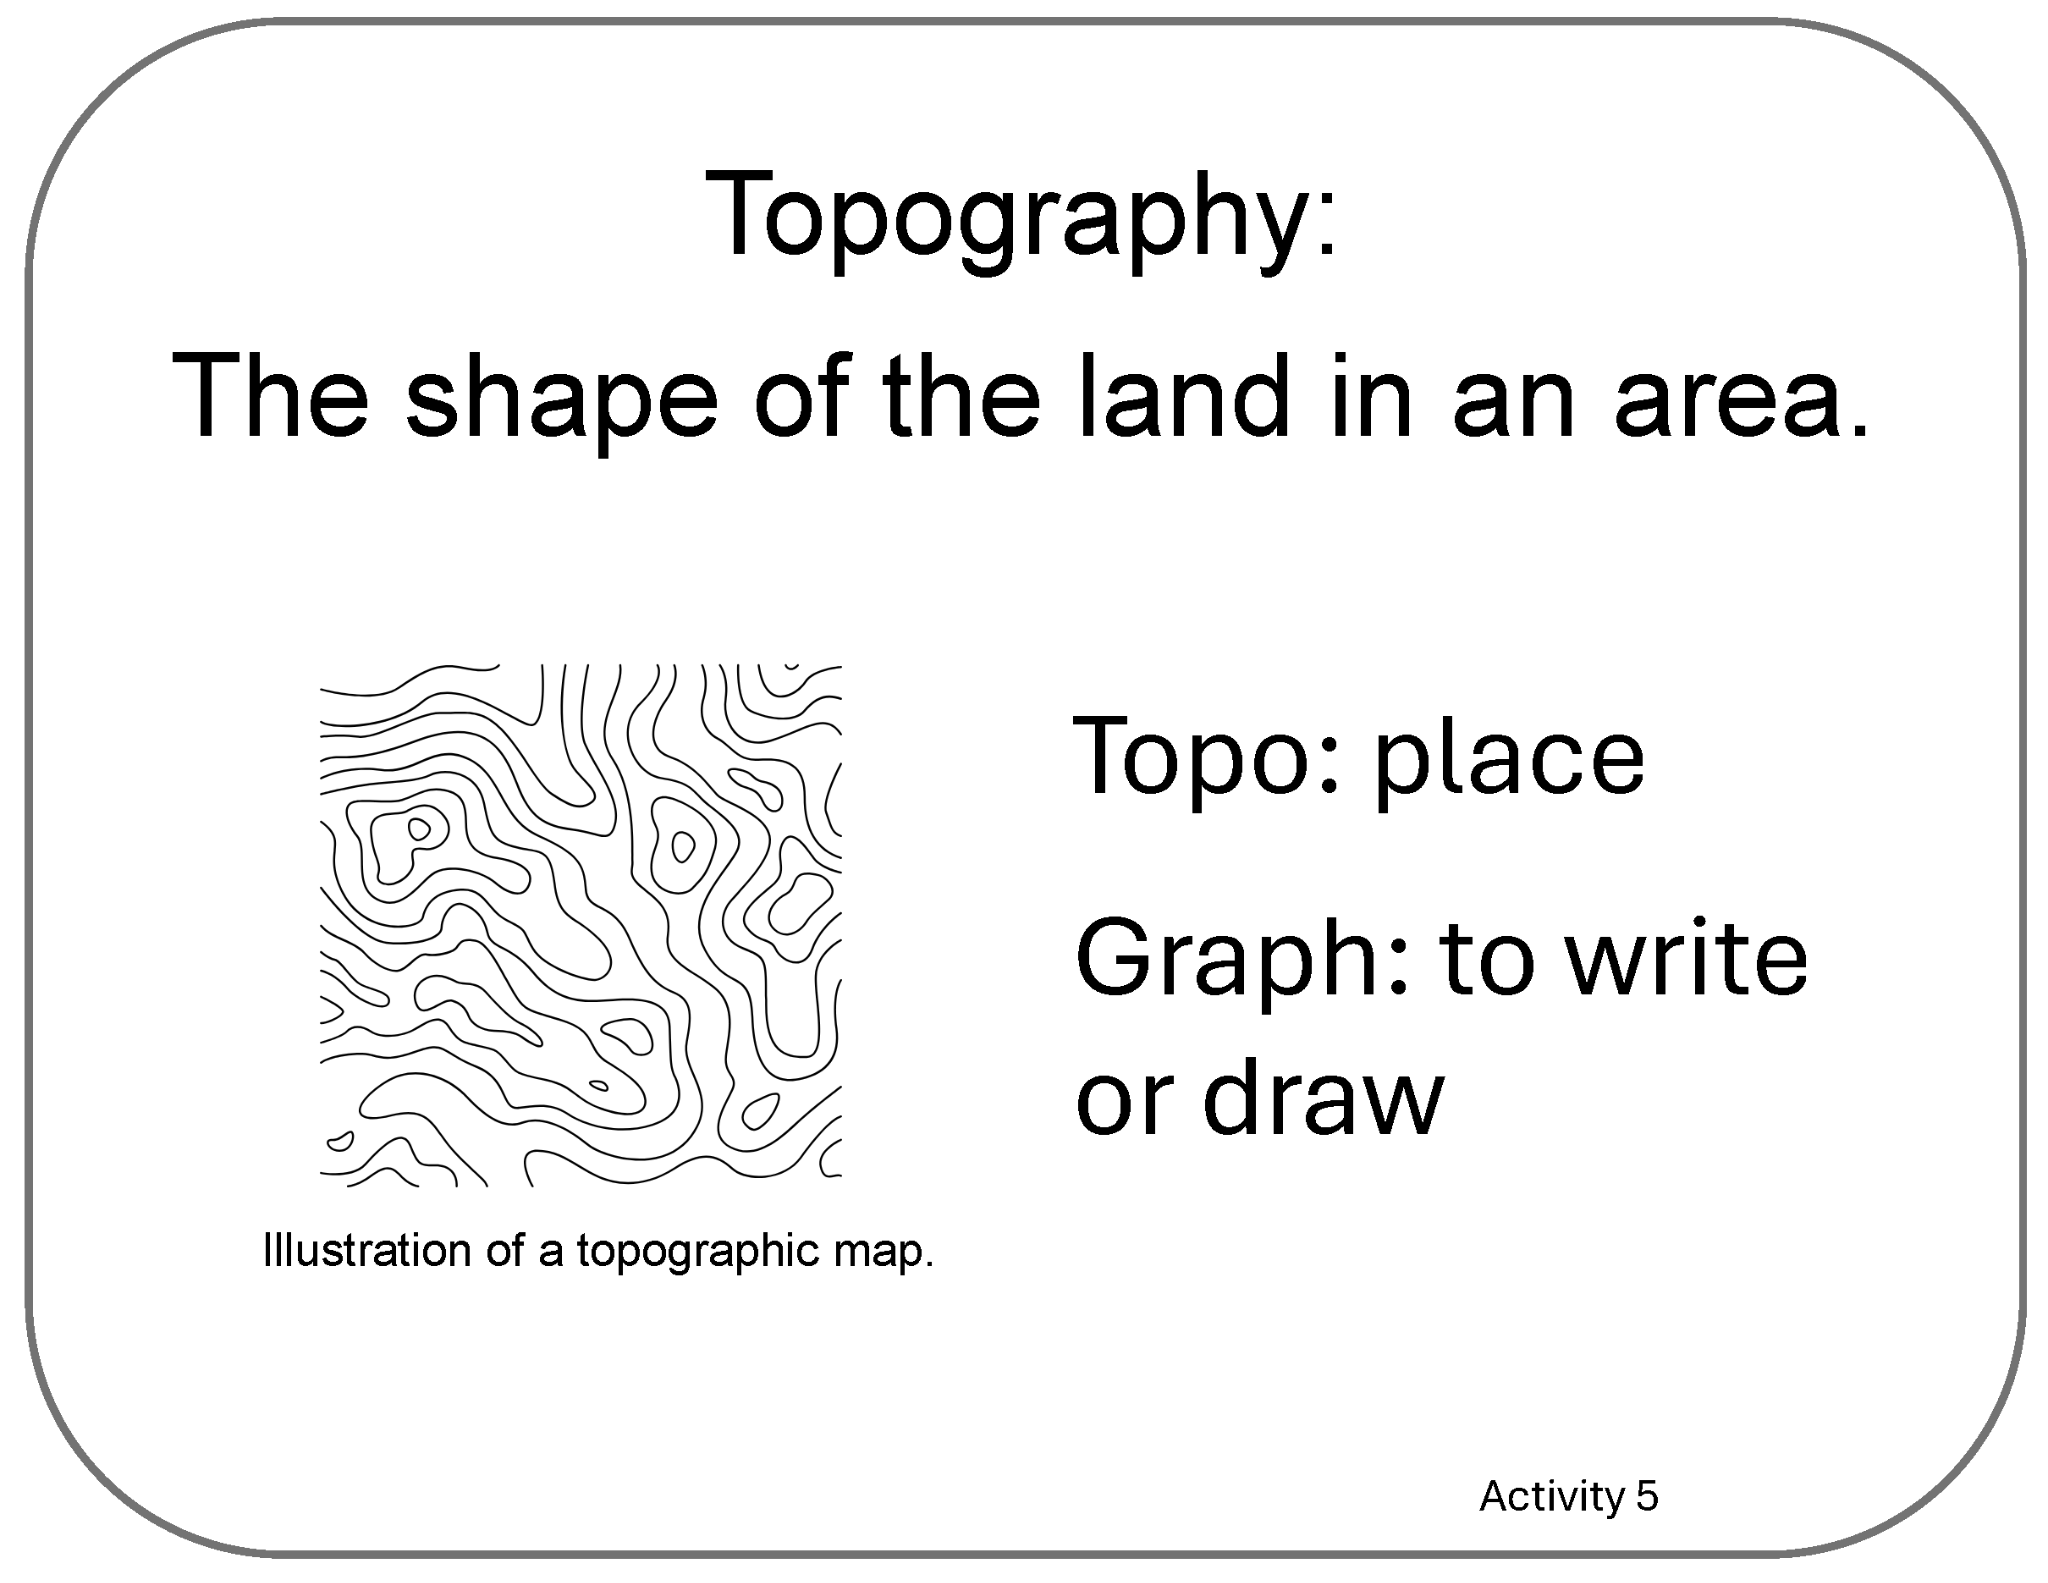 Topography:
The shape of the land in an area.
Topo: place
Graph: to write
or draw
Illustration of a topographic map.
Activity 5